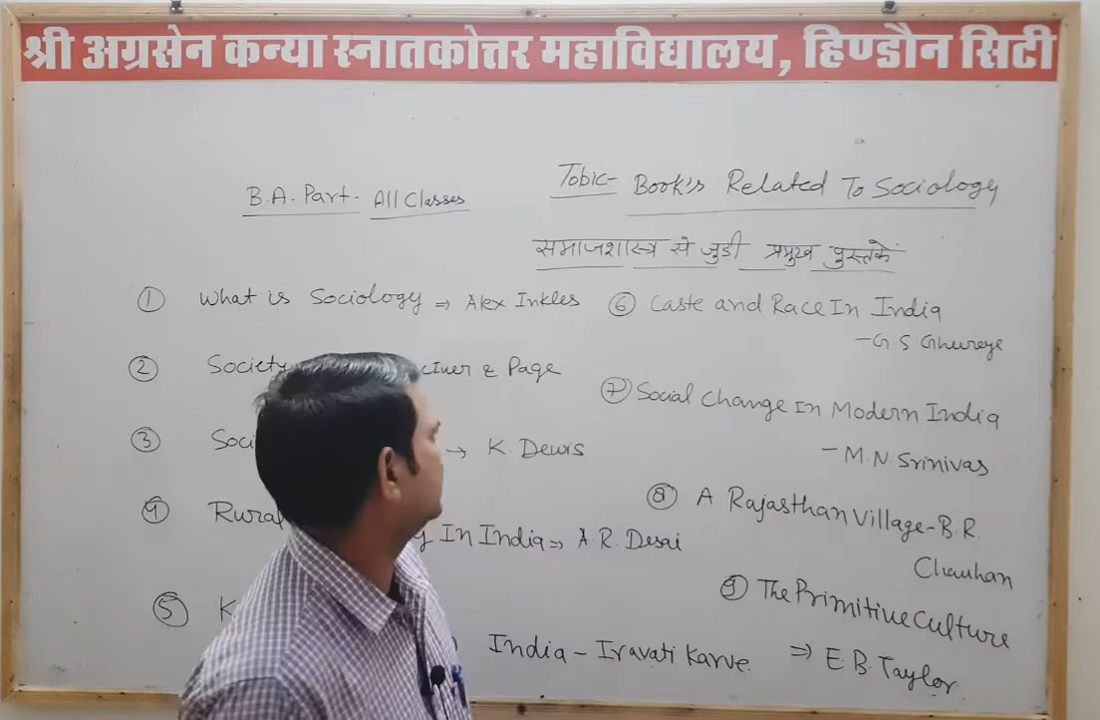 श्री अग्रसेन कन्या स्नातकोत्तर महाविद्यालय, हिण्डौन सिटी
B.A. Part- All Classes
Tobic- Book's Related To Sociology
समाजशास्त्र से जुडी प्रमुख पुस्तकें
① What is Sociology ⇒ Alex Inkles
② Society & Page
③ → K. Dewis
④ Rural In India ⇒ A.R. Desai
⑤ K
India - Iravati Karve
⑥ Caste and Race In India
- G.S Ghureye
⑦ Social Change In Modern India
- M.N. Srinivas
⑧ A Rajasthan Village - B.R.
Chauhan
⑨ The Primitive Culture
⇒ E.B. Taylor